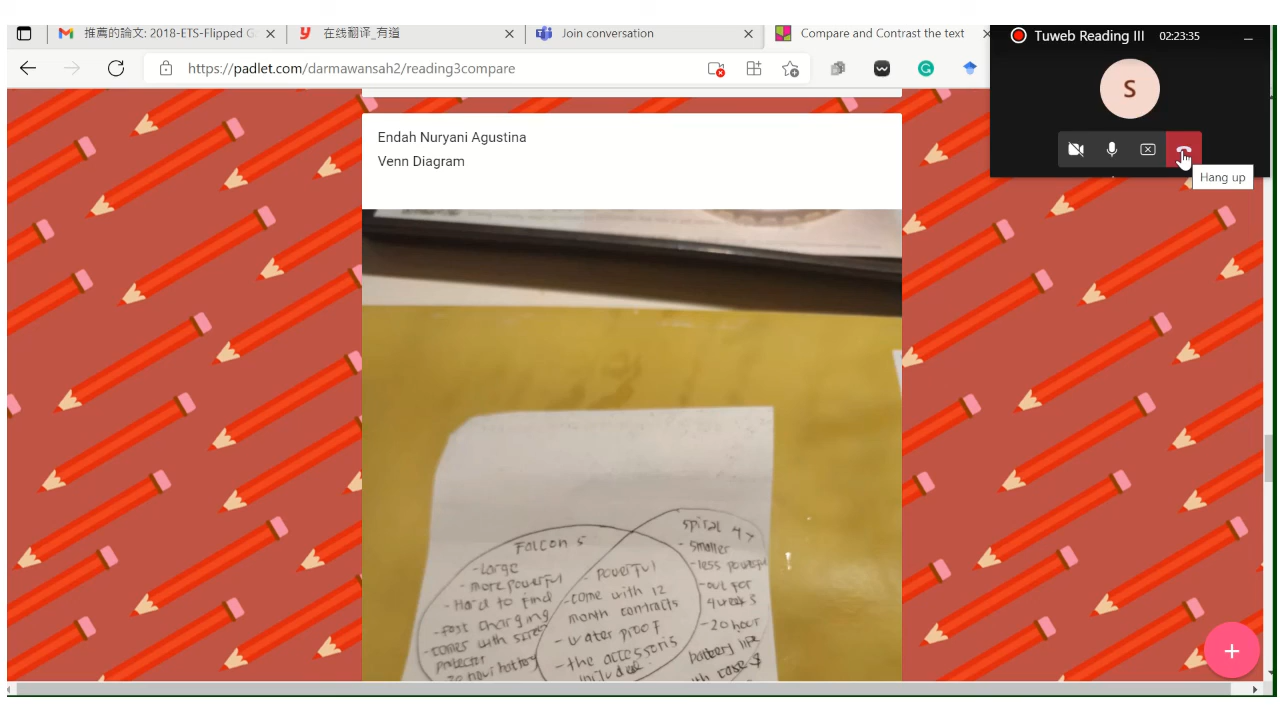 推薦的論文: 2018-ETS-Flipped G
在线翻译_有道
Join conversation
Compare and Contrast the text
Tuweb Reading III
02:23:35
https://padlet.com/darmawansah2/reading3compare
S
Hang up
Endah Nuryani Agustina
Venn Diagram
Falcon 5
-Large
-more powerful
-Hard to find
-fast charging
-comes with
protector
-powerful
-come with 12
month contracts
-water proof
-the accessoris
included
Spiral 4x
-smaller
-less powerful
-out for
4 weeks
-20 hour
battery life
case